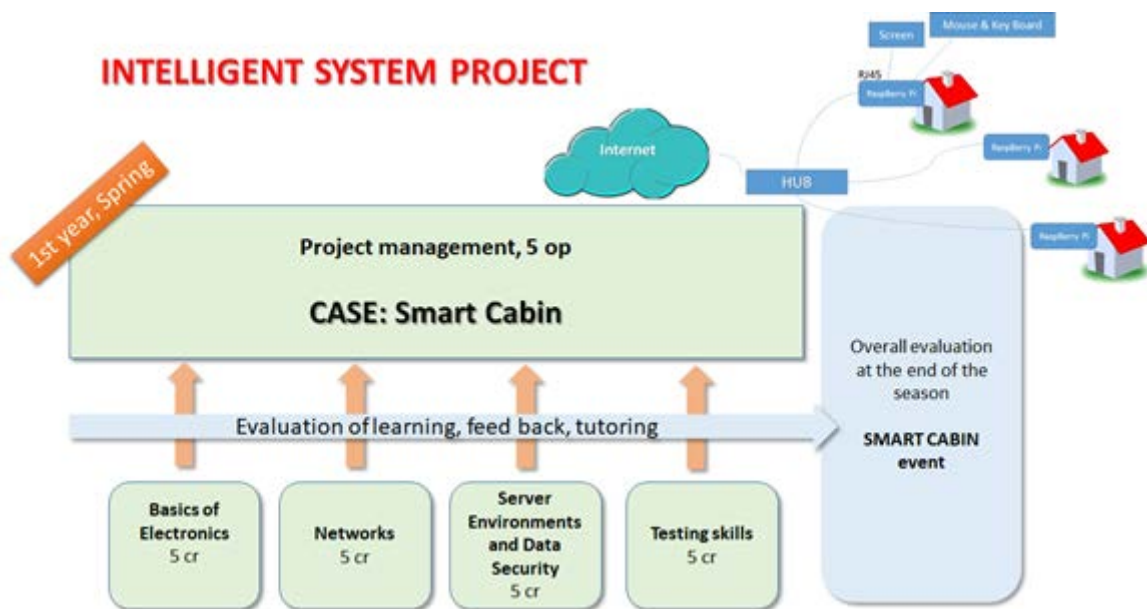 INTELLIGENT SYSTEM PROJECT
Screen
Mouse & Key Board
RJ45
Raspberry Pi
Internet
HUB
Raspberry Pi
Raspberry Pi
1st year, Spring
Project management, 5 op
CASE: Smart Cabin
Evaluation of learning, feed back, tutoring
Overall evaluation
at the end of the
season
SMART CABIN
event
Basics of
Electronics
5 cr
Networks
5 cr
Server
Environments
and Data
Security
5 cr
Testing skills
5 cr